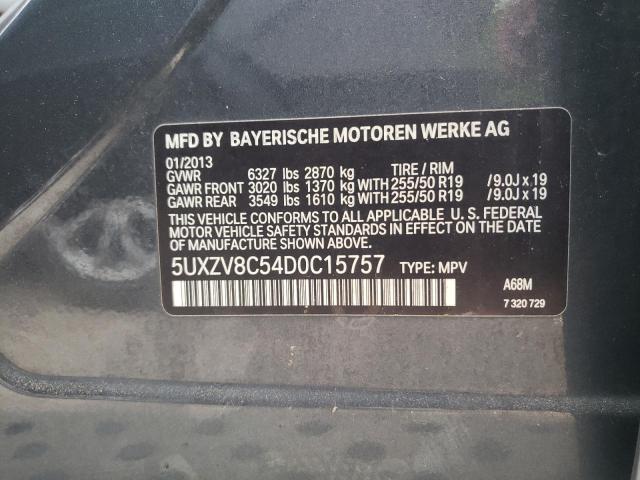 MFD BY BAYERISCHE MOTOREN WERKE AG
01/2013
GVWR 6327 lbs 2870 kg TIRE / RIM
GAWR FRONT 3020 lbs 1370 kg WITH 255/50 R19 /9.0J x 19
GAWR REAR 3549 lbs 1610 kg WITH 255/50 R19 /9.0J x 19
THIS VEHICLE CONFORMS TO ALL APPLICABLE U. S. FEDERAL
MOTOR VEHICLE SAFETY STANDARDS IN EFFECT ON THE DATE
OF MANUFACTURE SHOWN ABOVE.
5UXZV8C54D0C15757 TYPE: MPV
A68M
7 320 729